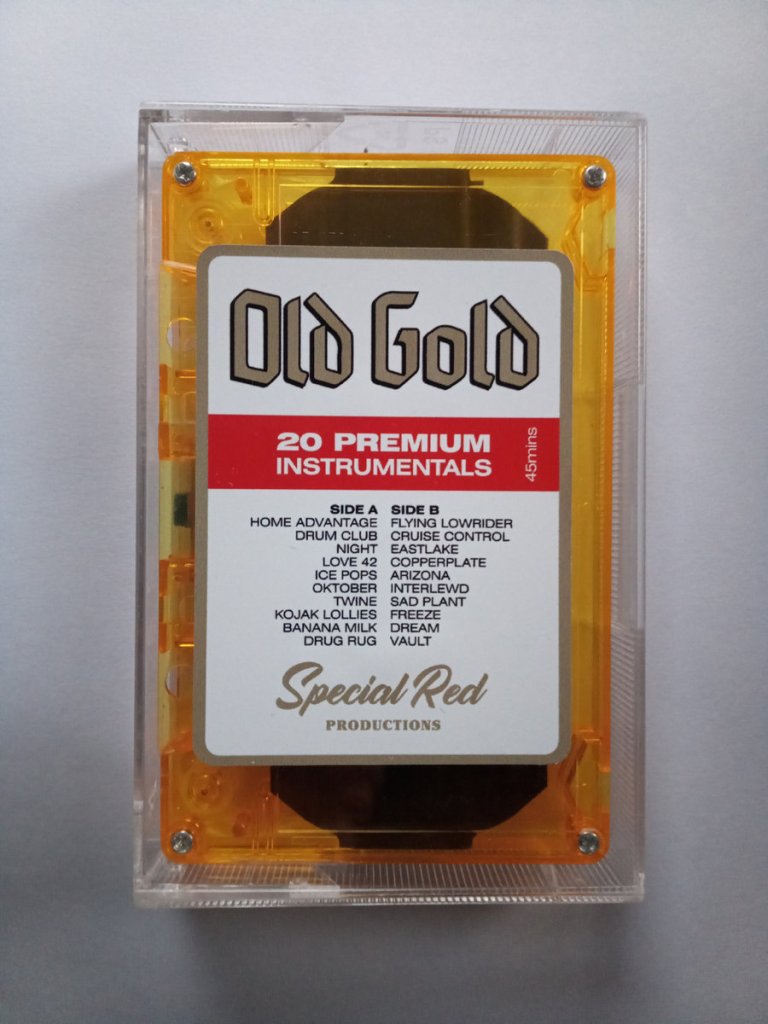 Old Gold
20 PREMIUM
INSTRUMENTALS
45mins
SIDE A SIDE B
HOME ADVANTAGE FLYING LOWRIDER
DRUM CLUB CRUISE CONTROL
NIGHT EASTLAKE
LOVE 42 COPPERPLATE
ICE POPS ARIZONA
OKTOBER INTERLEWD
TWINE SAD PLANT
KOJAK LOLLIES FREEZE
BANANA MILK DREAM
DRUG RUG VAULT
Special Red
PRODUCTIONS